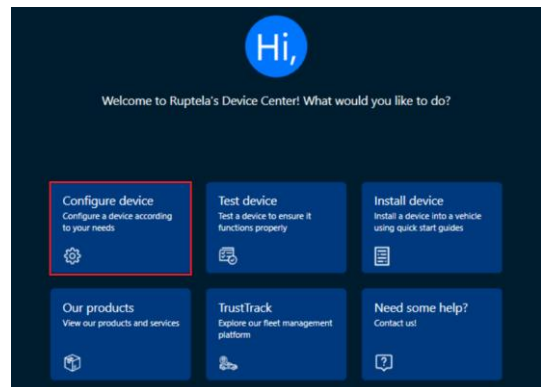 Hi,
Welcome to Ruptela's Device Center! What would you like to do?
Configure device
Configure a device according
to your needs
Test device
Test a device to ensure it
functions properly
Install device
Install a device into a vehicle
using quick start guides
Our products
View our products and services
TrustTrack
Explore our fleet management
platform
Need some help?
Contact us!